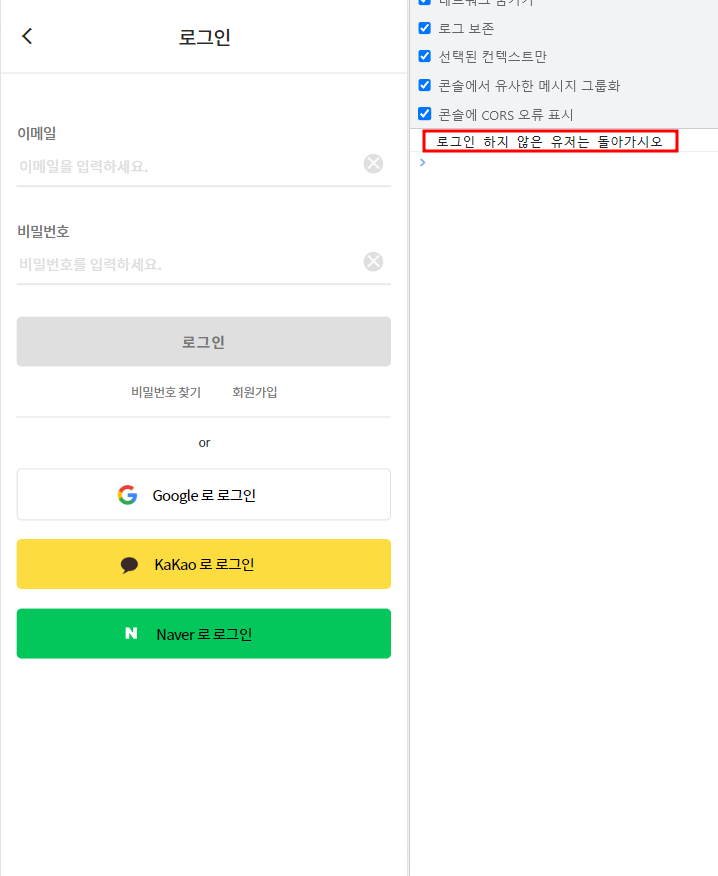 로그인
이메일
이메일을 입력하세요.
비밀번호
비밀번호를 입력하세요.
로그인
비밀번호 찾기 회원가입
or
Google 로 로그인
KaKao 로 로그인
N Naver 로 로그인
로그 보존
선택된 컨텍스트만
콘솔에서 유사한 메시지 그룹화
콘솔에 CORS 오류 표시
로그인 하지 않은 유저는 돌아가시오